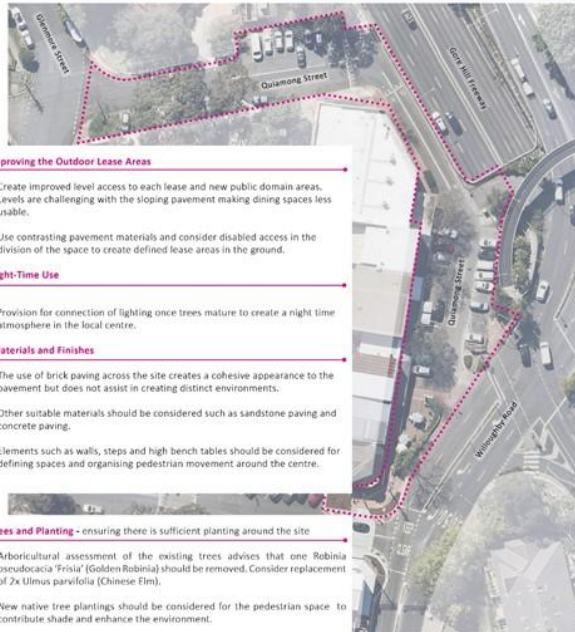 Glenmore Street
Quiamong Street
Gore Hill Freeway
proving the Outdoor Lease Areas
Create improved level access to each lease and new public domain areas.
Levels are challenging with the sloping pavement making dining spaces less
usable.
Use contrasting pavement materials and consider disabled access in the
division of the space to create defined lease areas in the ground.
ght-Time Use
Quiamong Street
Provision for connection of lighting once trees mature to create a night time
atmosphere in the local centre.
aterials and Finishes
The use of brick paving across the site creates a cohesive appearance to the
pavement but does not assist in creating distinct environments.
Other suitable materials should be considered such as sandstone paving and
concrete paving.
Willoughby Road
Elements such as walls, steps and high bench tables should be considered for
defining spaces and organising pedestrian movement around the centre.
ees and Planting - ensuring there is sufficient planting around the site
Arboricultural assessment of the existing trees advises that one Robinia
pseudocacia 'Frisia' (Golden Robinia) should be removed. Consider replacement
of 2x Ulmus parvifolia (Chinese Elm).
New native tree plantings should be considered for the pedestrian space to
contribute shade and enhance the environment.